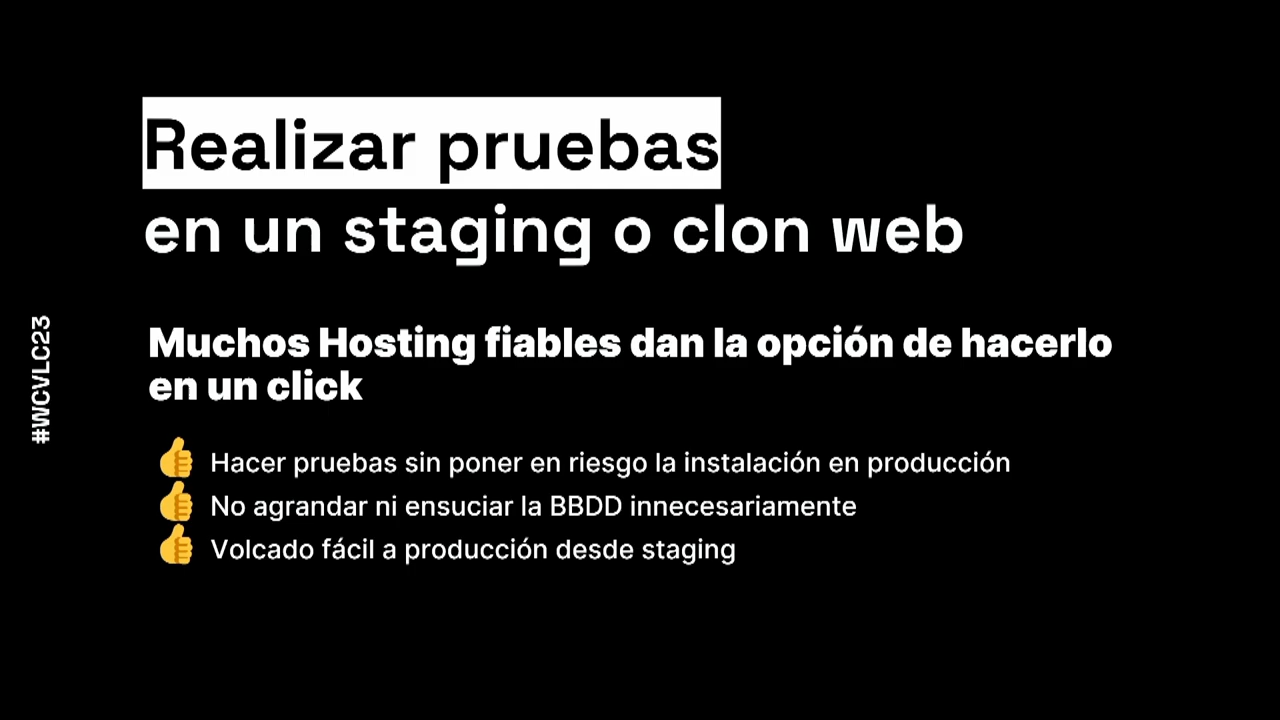 Realizar pruebas
en un staging o clon web
Muchos Hosting fiables dan la opción de hacerlo
en un click
👍 Hacer pruebas sin poner en riesgo la instalación en producción
👍 No agrandar ni ensuciar la BBDD innecesariamente
👍 Volcado fácil a producción desde staging
#WCVLC23